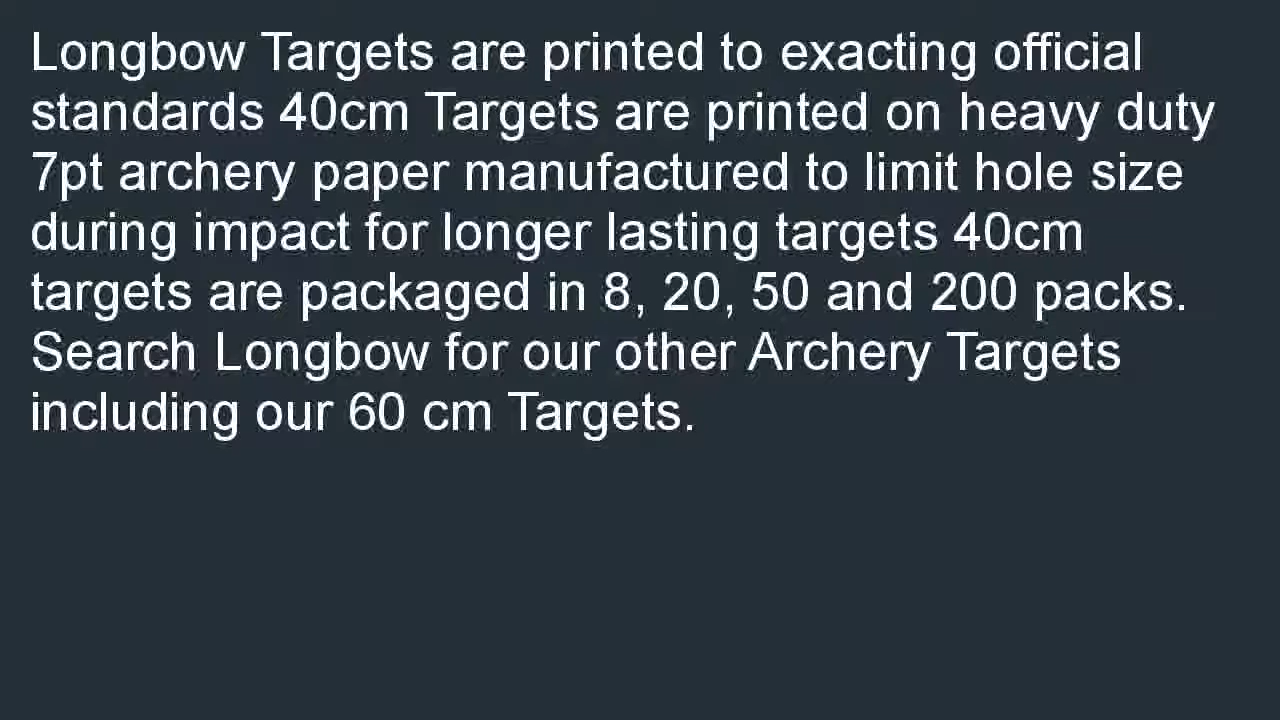 Longbow Targets are printed to exacting official
standards 40cm Targets are printed on heavy duty
7pt archery paper manufactured to limit hole size
during impact for longer lasting targets 40cm
targets are packaged in 8, 20, 50 and 200 packs.
Search Longbow for our other Archery Targets
including our 60 cm Targets.